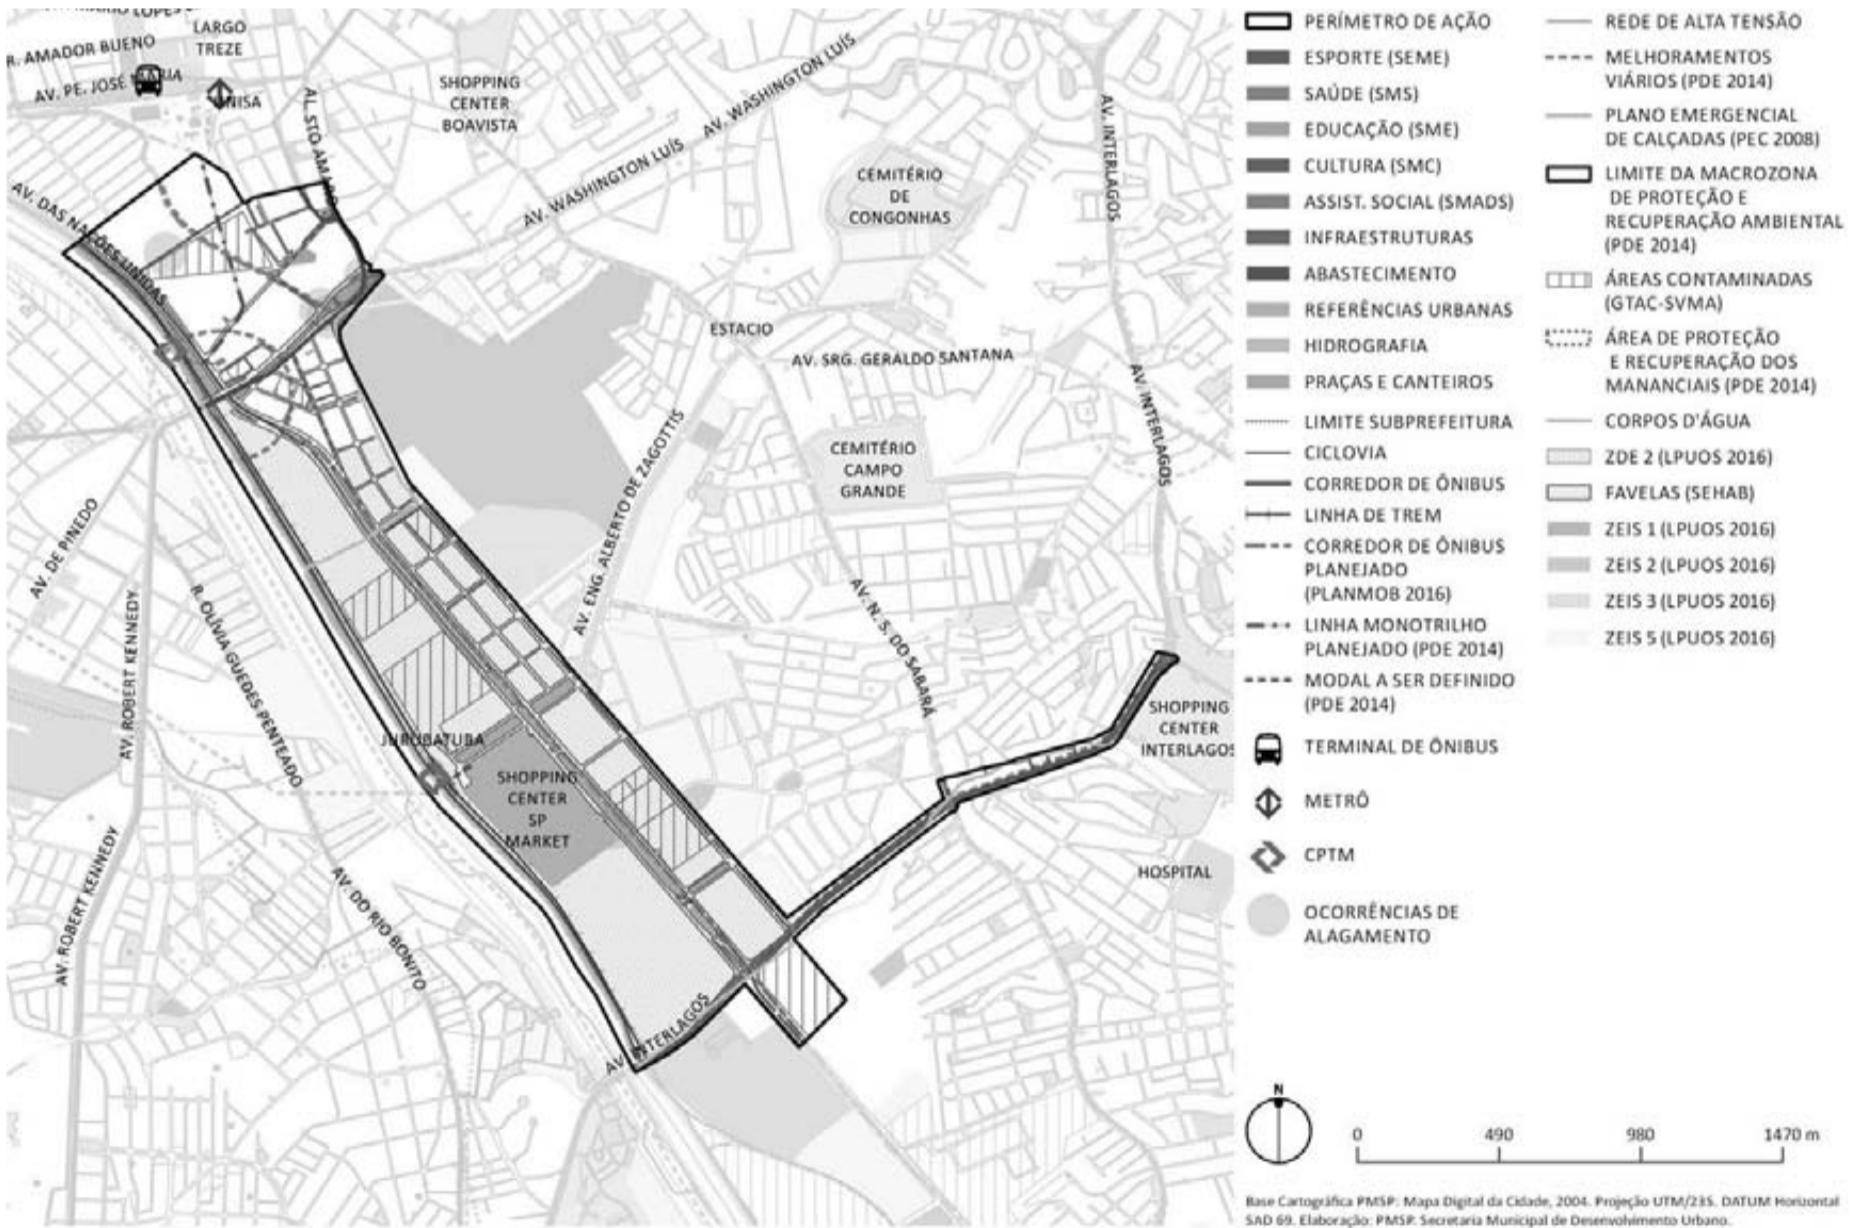 LARGO
TREZE
R. AMADOR BUENO
AV. PE. JOSÉ MARIA
UNISA
AL. STO AMARO
SHOPPING
CENTER
BOAVISTA
AV. WASHINGTON LUÍS
AV. WASHINGTON LUÍS
AV. INTERLAGOS
CEMITÉRIO
DE
CONGONHAS
AV. DAS NAÇÕES UNIDAS
ESTACIO
AV. SRG. GERALDO SANTANA
AV. INTERLAGOS
AV. ENG. ALBERTO DE ZAGOTTIS
CEMITÉRIO
CAMPO
GRANDE
AV. DE PINEDO
AV. ROBERT KENNEDY
R. OLÍVIA GUEDES PENTEADO
AV. N. S. DO SABARÁ
SHOPPING
CENTER
INTERLAGOS
JURUBATUBA
SHOPPING
CENTER
SP
MARKET
HOSPITAL
AV. ROBERT KENNEDY
AV. DO RIO BONITO
AV. INTERLAGOS
PERÍMETRO DE AÇÃO
ESPORTE (SEME)
SAÚDE (SMS)
EDUCAÇÃO (SME)
CULTURA (SMC)
ASSIST. SOCIAL (SMADS)
INFRAESTRUTURAS
ABASTECIMENTO
REFERÊNCIAS URBANAS
HIDROGRAFIA
PRAÇAS E CANTEIROS
LIMITE SUBPREFEITURA
CICLOVIA
CORREDOR DE ÔNIBUS
LINHA DE TREM
CORREDOR DE ÔNIBUS
PLANEJADO
(PLANMOB 2016)
LINHA MONOTRILHO
PLANEJADO (PDE 2014)
MODAL A SER DEFINIDO
(PDE 2014)
TERMINAL DE ÔNIBUS
METRÔ
CPTM
OCORRÊNCIAS DE
ALAGAMENTO
REDE DE ALTA TENSÃO
MELHORAMENTOS
VIÁRIOS (PDE 2014)
PLANO EMERGENCIAL
DE CALÇADAS (PEC 2008)
LIMITE DA MACROZONA
DE PROTEÇÃO E
RECUPERAÇÃO AMBIENTAL
(PDE 2014)
ÁREAS CONTAMINADAS
(GTAC-SVMA)
ÁREA DE PROTEÇÃO
E RECUPERAÇÃO DOS
MANANCIAIS (PDE 2014)
CORPOS D'ÁGUA
ZDE 2 (LPUOS 2016)
FAVELAS (SEHAB)
ZEIS 1 (LPUOS 2016)
ZEIS 2 (LPUOS 2016)
ZEIS 3 (LPUOS 2016)
ZEIS 5 (LPUOS 2016)
N
0 490 980 1470 m
Base Cartográfica PMSP: Mapa Digital da Cidade, 2004. Projeção UTM/23S. DATUM Horizontal
SAD 69. Elaboração: PMSP. Secretaria Municipal de Desenvolvimento Urbano.